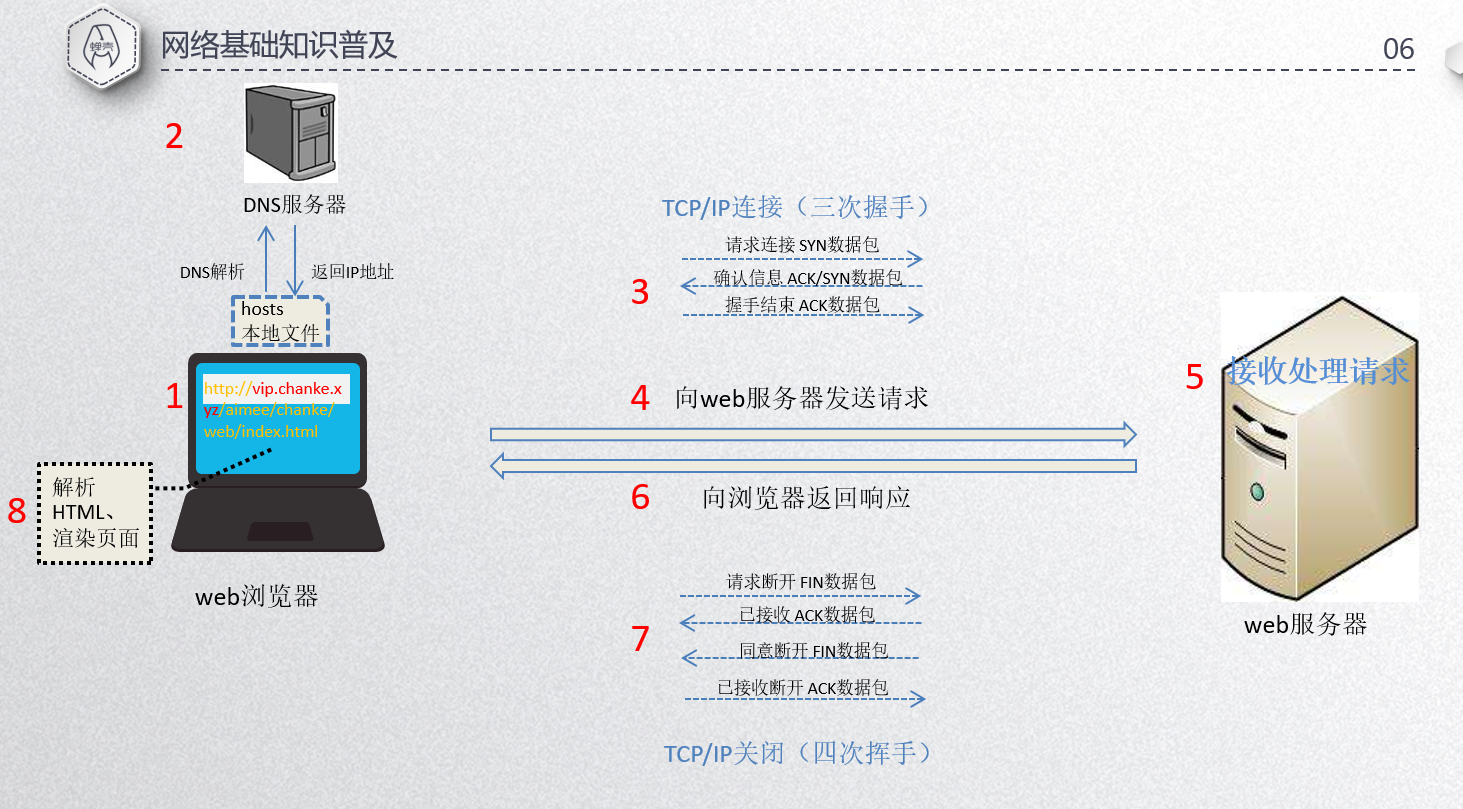 蝉壳
网络基础知识普及
06
2
DNS服务器
DNS解析
返回IP地址
hosts
本地文件
1
http://vip.chanke.x
yz/aimee/chanke/
web/index.html
8
解析
HTML、
渲染页面
web浏览器
TCP/IP连接（三次握手）
3
请求连接 SYN数据包
确认信息 ACK/SYN数据包
握手结束 ACK数据包
4
向web服务器发送请求
5
接收处理请求
6
向浏览器返回响应
7
请求断开 FIN数据包
已接收 ACK数据包
同意断开 FIN数据包
已接收断开 ACK数据包
TCP/IP关闭（四次挥手）
web服务器